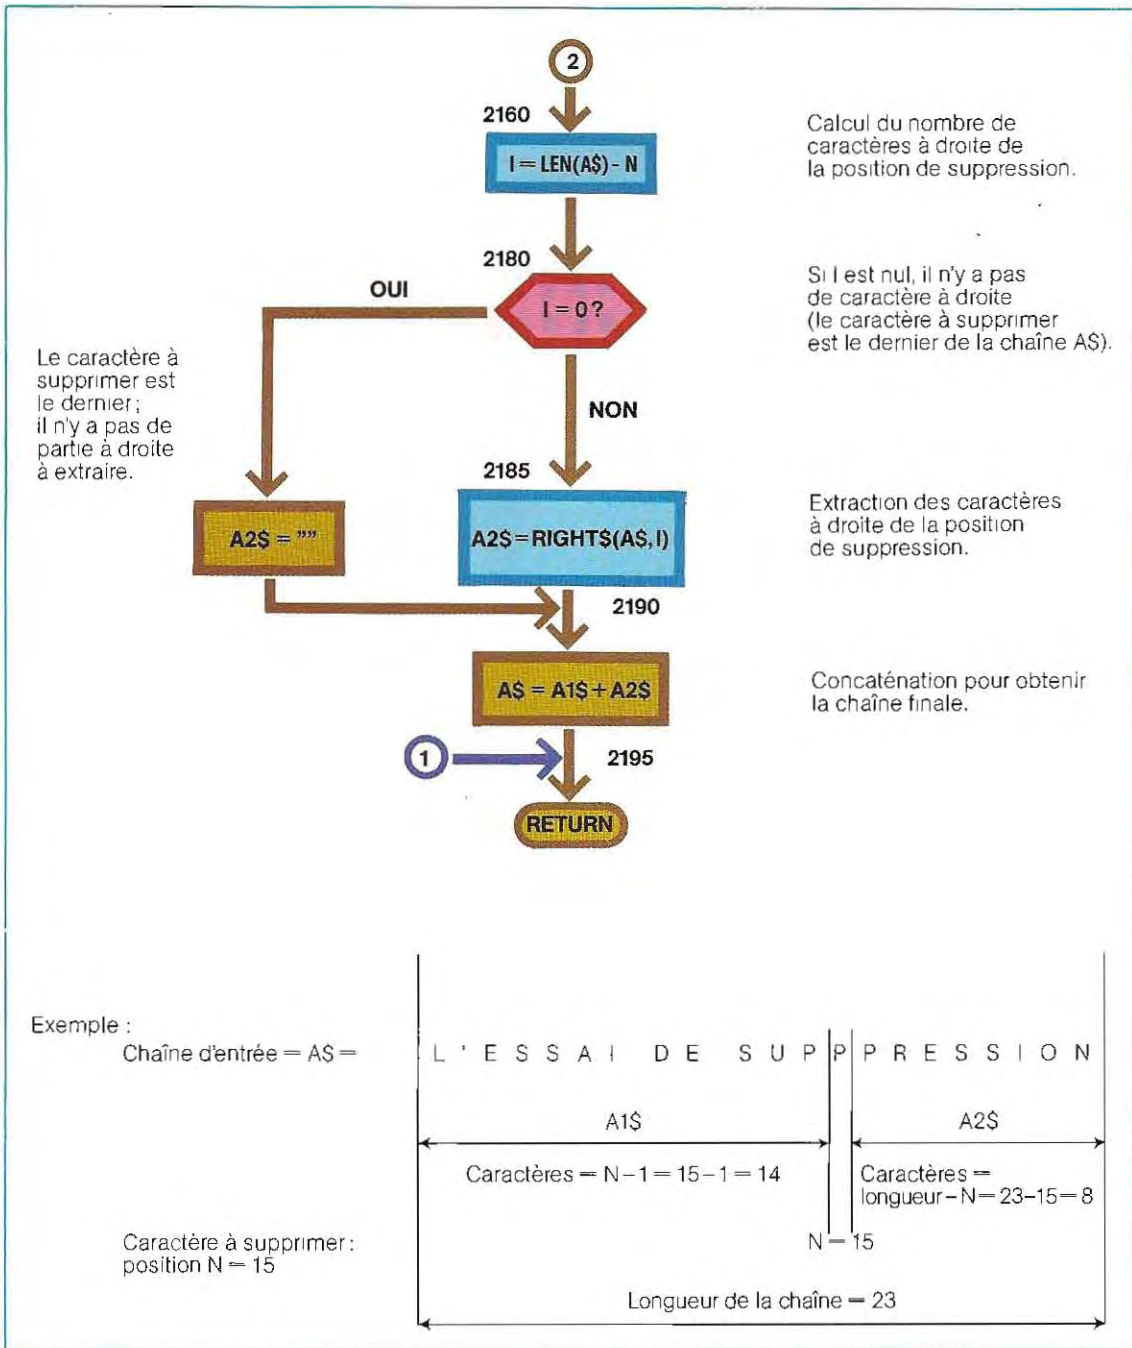 2
2160
I = LEN(A$) - N
Calcul du nombre de
caractères à droite de
la position de suppression.
2180
OUI
I = 0 ?
Si I est nul, il n'y a pas
de caractère à droite
(le caractère à supprimer
est le dernier de la chaîne A$).
Le caractère à
supprimer est
le dernier ;
il n'y a pas de
partie à droite
à extraire.
NON
2185
A2$ = ""
A2$=RIGHT$(A$,I)
Extraction des caractères
à droite de la position
de suppression.
2190
A$ = A1$+A2$
Concaténation pour obtenir
la chaîne finale.
1
2195
RETURN
Exemple :
Chaîne d'entrée = A$ =
L ' E S S A I D E S U P P P R E S S I O N
A1$
A2$
Caractères = N-1 = 15-1 = 14
Caractères =
longueur-N= 23-15= 8
Caractère à supprimer :
position N = 15
N = 15
Longueur de la chaîne = 23